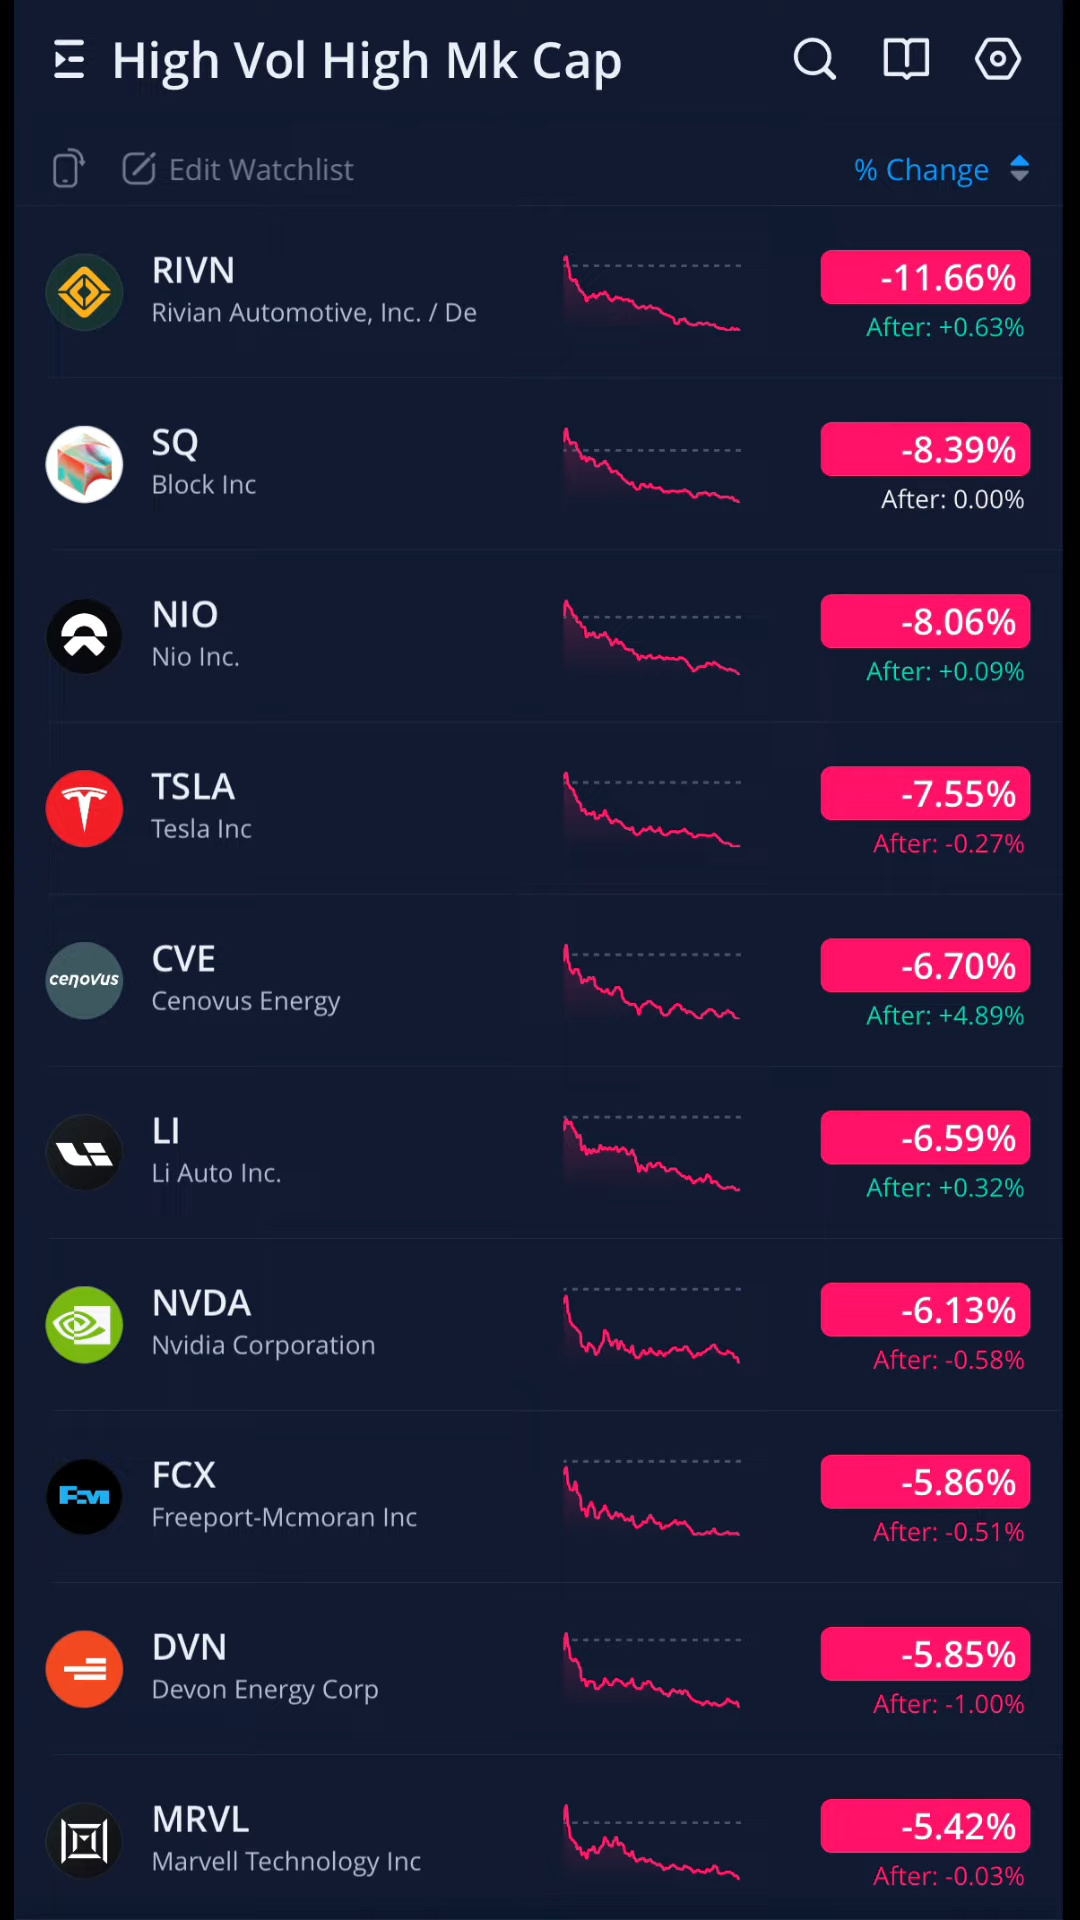 High Vol High Mk Cap
Edit Watchlist
% Change
RIVN
Rivian Automotive, Inc. / De
-11.66%
After: +0.63%
SQ
Block Inc
-8.39%
After: 0.00%
NIO
Nio Inc.
-8.06%
After: +0.09%
TSLA
Tesla Inc
-7.55%
After: -0.27%
cenovus
CVE
Cenovus Energy
-6.70%
After: +4.89%
LI
Li Auto Inc.
-6.59%
After: +0.32%
NVDA
Nvidia Corporation
-6.13%
After: -0.58%
FCX
Freeport-Mcmoran Inc
-5.86%
After: -0.51%
DVN
Devon Energy Corp
-5.85%
After: -1.00%
MRVL
Marvell Technology Inc
-5.42%
After: -0.03%